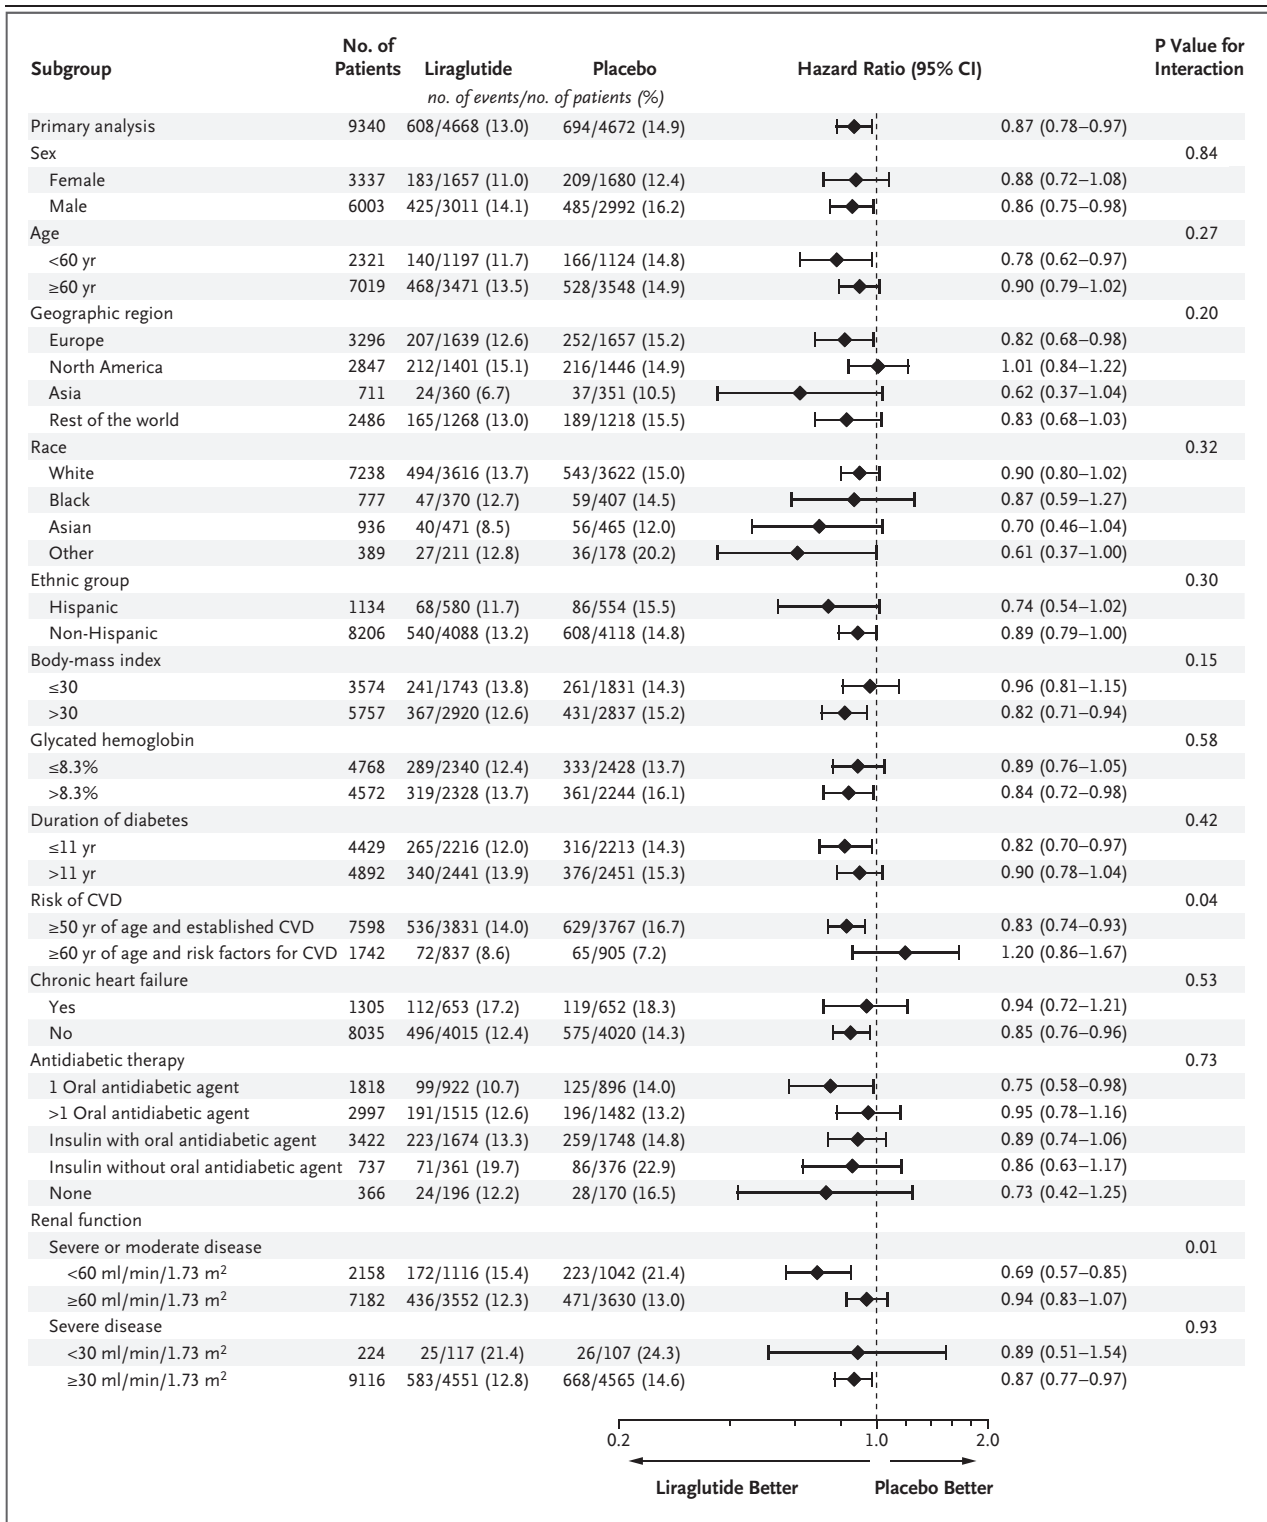 Subgroup No. of Patients Liraglutide Placebo Hazard Ratio (95% CI) P Value for Interaction
no. of events/no. of patients (%)
Primary analysis 9340 608/4668 (13.0) 694/4672 (14.9) 0.87 (0.78–0.97)
Sex 0.84
Female 3337 183/1657 (11.0) 209/1680 (12.4) 0.88 (0.72–1.08)
Male 6003 425/3011 (14.1) 485/2992 (16.2) 0.86 (0.75–0.98)
Age 0.27
<60 yr 2321 140/1197 (11.7) 166/1124 (14.8) 0.78 (0.62–0.97)
≥60 yr 7019 468/3471 (13.5) 528/3548 (14.9) 0.90 (0.79–1.02)
Geographic region 0.20
Europe 3296 207/1639 (12.6) 252/1657 (15.2) 0.82 (0.68–0.98)
North America 2847 212/1401 (15.1) 216/1446 (14.9) 1.01 (0.84–1.22)
Asia 711 24/360 (6.7) 37/351 (10.5) 0.62 (0.37–1.04)
Rest of the world 2486 165/1268 (13.0) 189/1218 (15.5) 0.83 (0.68–1.03)
Race 0.32
White 7238 494/3616 (13.7) 543/3622 (15.0) 0.90 (0.80–1.02)
Black 777 47/370 (12.7) 59/407 (14.5) 0.87 (0.59–1.27)
Asian 936 40/471 (8.5) 56/465 (12.0) 0.70 (0.46–1.04)
Other 389 27/211 (12.8) 36/178 (20.2) 0.61 (0.37–1.00)
Ethnic group 0.30
Hispanic 1134 68/580 (11.7) 86/554 (15.5) 0.74 (0.54–1.02)
Non-Hispanic 8206 540/4088 (13.2) 608/4118 (14.8) 0.89 (0.79–1.00)
Body-mass index 0.15
≤30 3574 241/1743 (13.8) 261/1831 (14.3) 0.96 (0.81–1.15)
>30 5757 367/2920 (12.6) 431/2837 (15.2) 0.82 (0.71–0.94)
Glycated hemoglobin 0.58
≤8.3% 4768 289/2340 (12.4) 333/2428 (13.7) 0.89 (0.76–1.05)
>8.3% 4572 319/2328 (13.7) 361/2244 (16.1) 0.84 (0.72–0.98)
Duration of diabetes 0.42
≤11 yr 4429 265/2216 (12.0) 316/2213 (14.3) 0.82 (0.70–0.97)
>11 yr 4892 340/2441 (13.9) 376/2451 (15.3) 0.90 (0.78–1.04)
Risk of CVD 0.04
≥50 yr of age and established CVD 7598 536/3831 (14.0) 629/3767 (16.7) 0.83 (0.74–0.93)
≥60 yr of age and risk factors for CVD 1742 72/837 (8.6) 65/905 (7.2) 1.20 (0.86–1.67)
Chronic heart failure 0.53
Yes 1305 112/653 (17.2) 119/652 (18.3) 0.94 (0.72–1.21)
No 8035 496/4015 (12.4) 575/4020 (14.3) 0.85 (0.76–0.96)
Antidiabetic therapy 0.73
1 Oral antidiabetic agent 1818 99/922 (10.7) 125/896 (14.0) 0.75 (0.58–0.98)
>1 Oral antidiabetic agent 2997 191/1515 (12.6) 196/1482 (13.2) 0.95 (0.78–1.16)
Insulin with oral antidiabetic agent 3422 223/1674 (13.3) 259/1748 (14.8) 0.89 (0.74–1.06)
Insulin without oral antidiabetic agent 737 71/361 (19.7) 86/376 (22.9) 0.86 (0.63–1.17)
None 366 24/196 (12.2) 28/170 (16.5) 0.73 (0.42–1.25)
Renal function
Severe or moderate disease 0.01
<60 ml/min/1.73 m² 2158 172/1116 (15.4) 223/1042 (21.4) 0.69 (0.57–0.85)
≥60 ml/min/1.73 m² 7182 436/3552 (12.3) 471/3630 (13.0) 0.94 (0.83–1.07)
Severe disease 0.93
<30 ml/min/1.73 m² 224 25/117 (21.4) 26/107 (24.3) 0.89 (0.51–1.54)
≥30 ml/min/1.73 m² 9116 583/4551 (12.8) 668/4565 (14.6) 0.87 (0.77–0.97)
0.2 1.0 2.0
Liraglutide Better Placebo Better